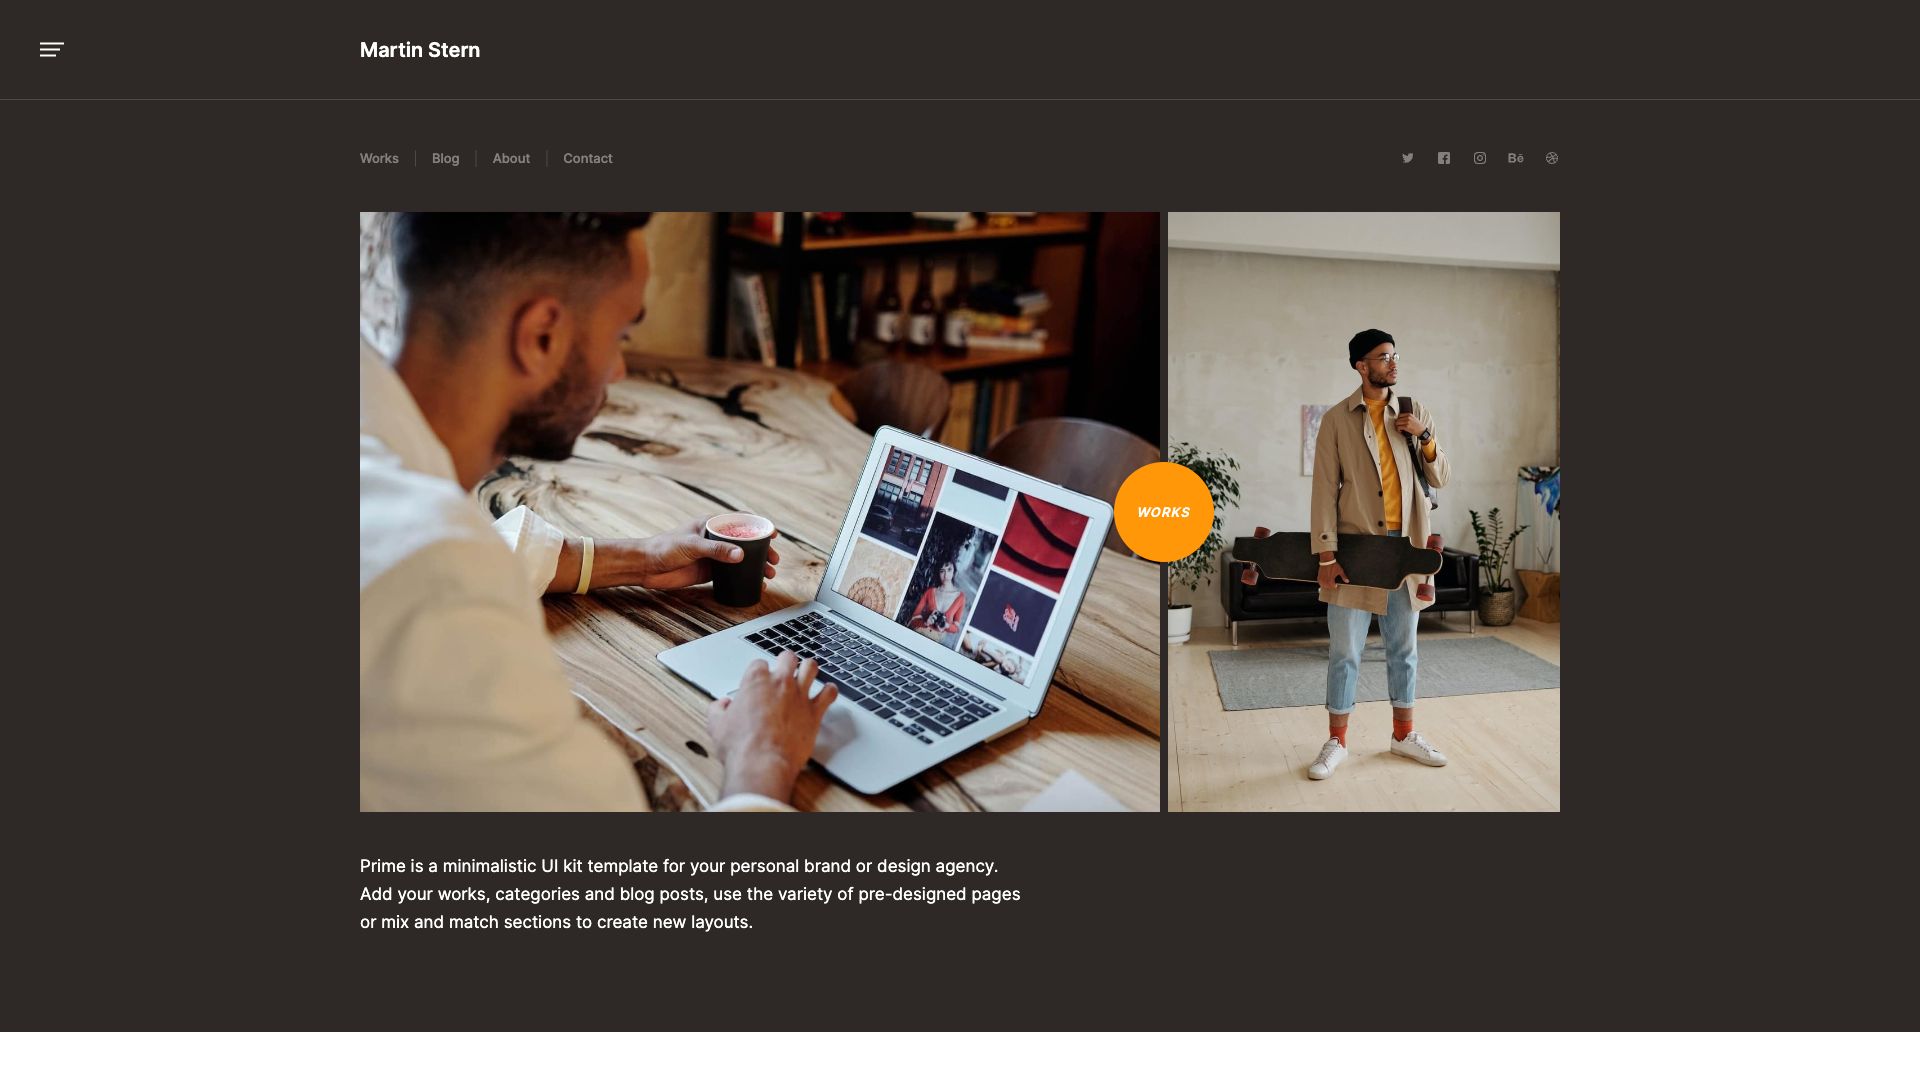 Martin Stern
Works
Blog
About
Contact
Bē
WORKS
Prime is a minimalistic UI kit template for your personal brand or design agency.
Add your works, categories and blog posts, use the variety of pre-designed pages
or mix and match sections to create new layouts.